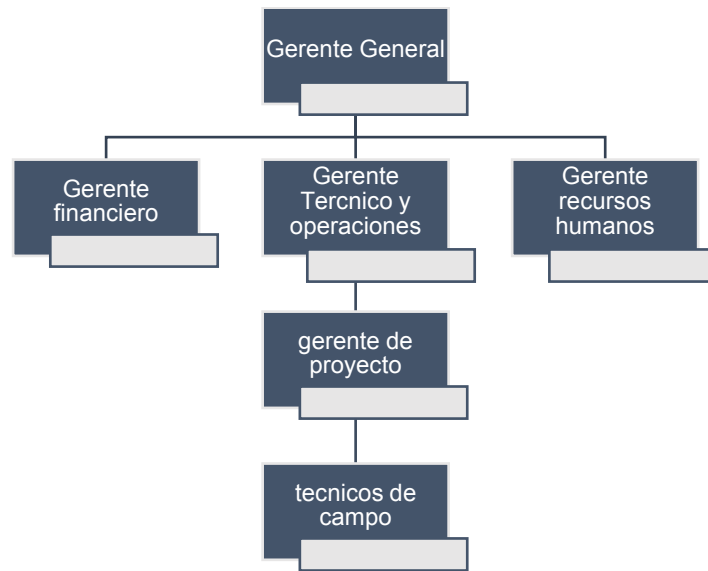 Gerente General
Gerente
financiero
Gerente
Tercnico y
operaciones
Gerente
recursos
humanos
gerente de
proyecto
tecnicos de
campo